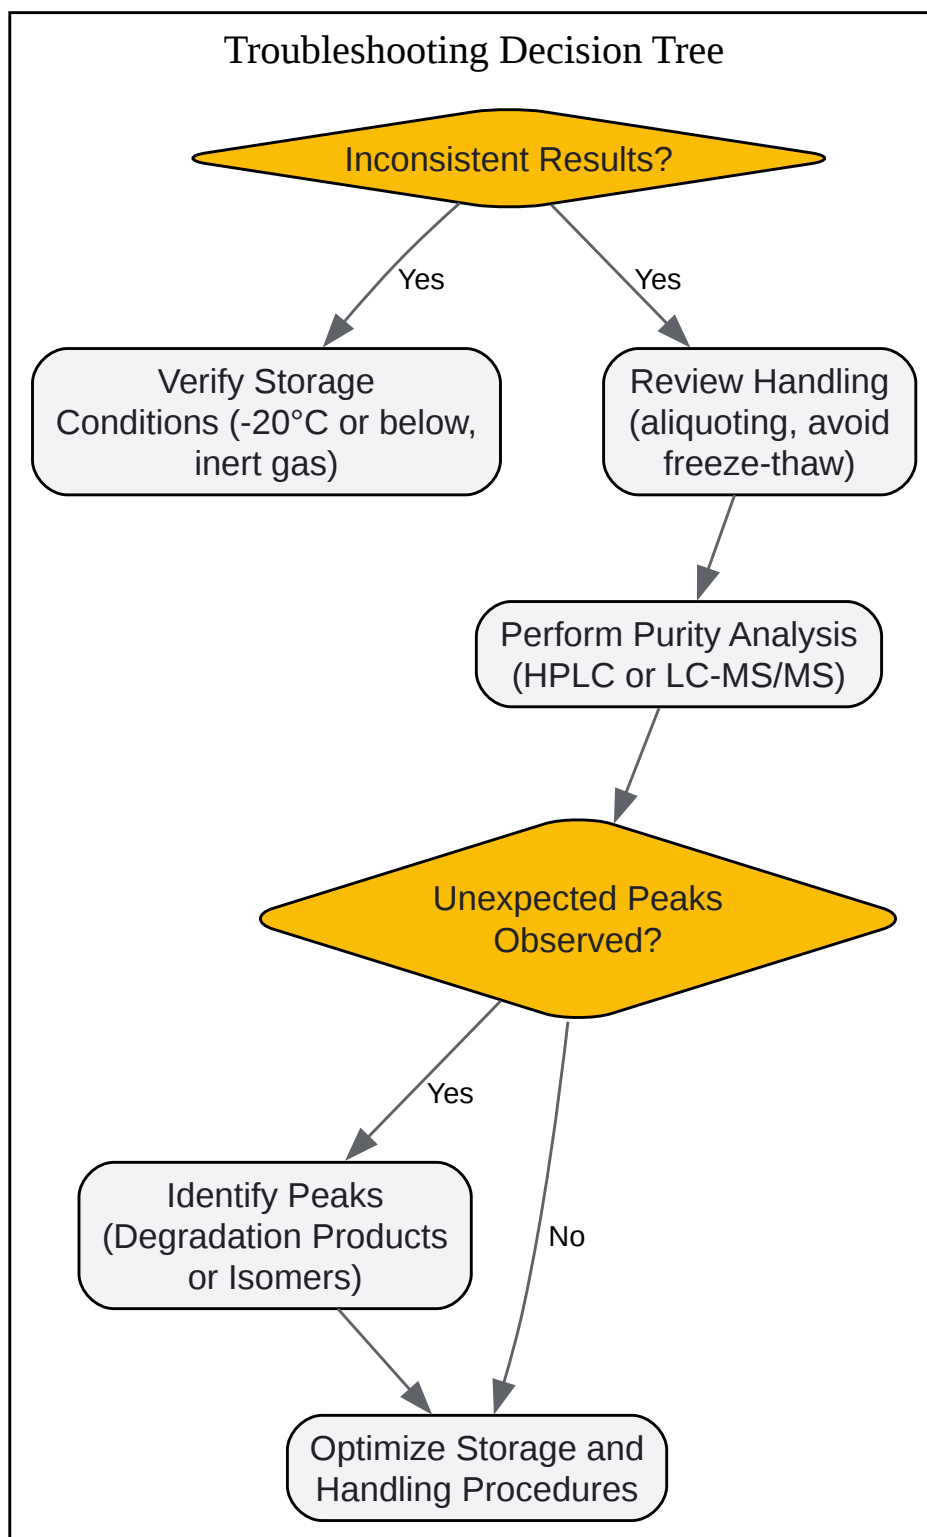 Troubleshooting Decision Tree
Inconsistent Results?
Yes
Yes
Verify Storage
Conditions (-20°C or below,
inert gas)
Review Handling
(aliquoting, avoid
freeze-thaw)
Perform Purity Analysis
(HPLC or LC-MS/MS)
Unexpected Peaks
Observed?
Yes
Identify Peaks
(Degradation Products
or Isomers)
No
Optimize Storage and
Handling Procedures